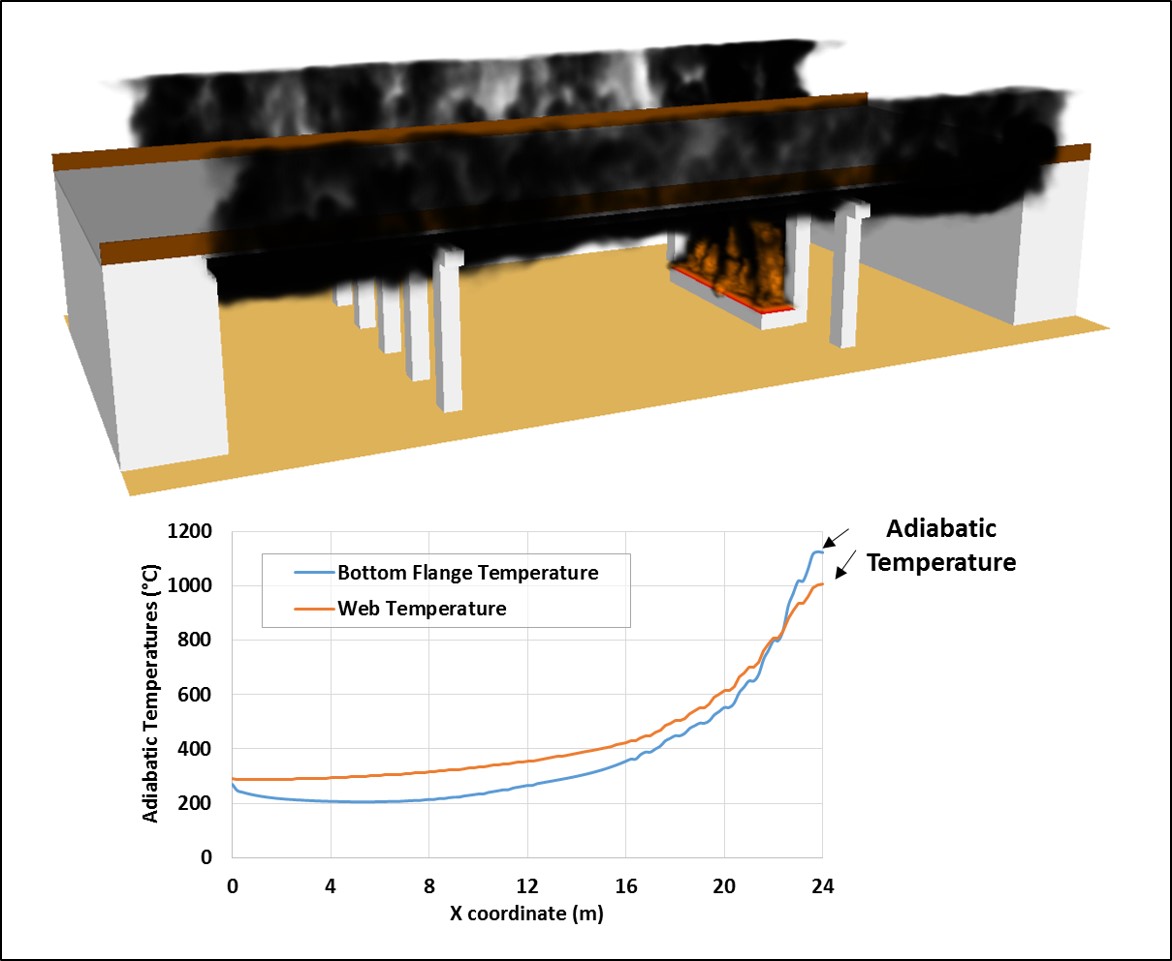 Adiabatic
Temperature
1200
1000
800
600
400
200
0
Adiabatic Temperatures (°C)
Bottom Flange Temperature
Web Temperature
0 4 8 12 16 20 24
X coordinate (m)